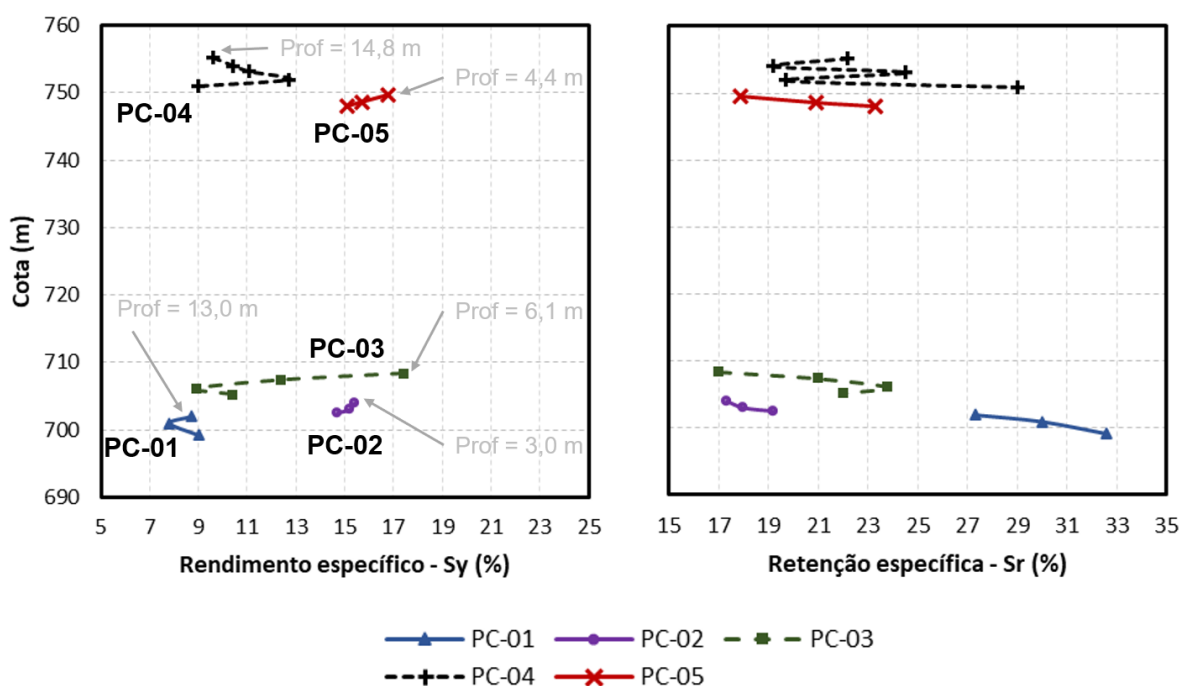 760
Prof = 14,8 m
Prof = 4,4 m
750
PC-04
PC-05
740
730
Cota (m)
720
Prof = 13,0 m
Prof = 6,1 m
PC-03
710
700
PC-01
PC-02
Prof = 3,0 m
690
5 7 9 11 13 15 17 19 21 23 25
Rendimento específico - Sy (%)
15 17 19 21 23 25 27 29 31 33 35
Retenção específica - Sr (%)
PC-01 PC-02 PC-03
PC-04 PC-05